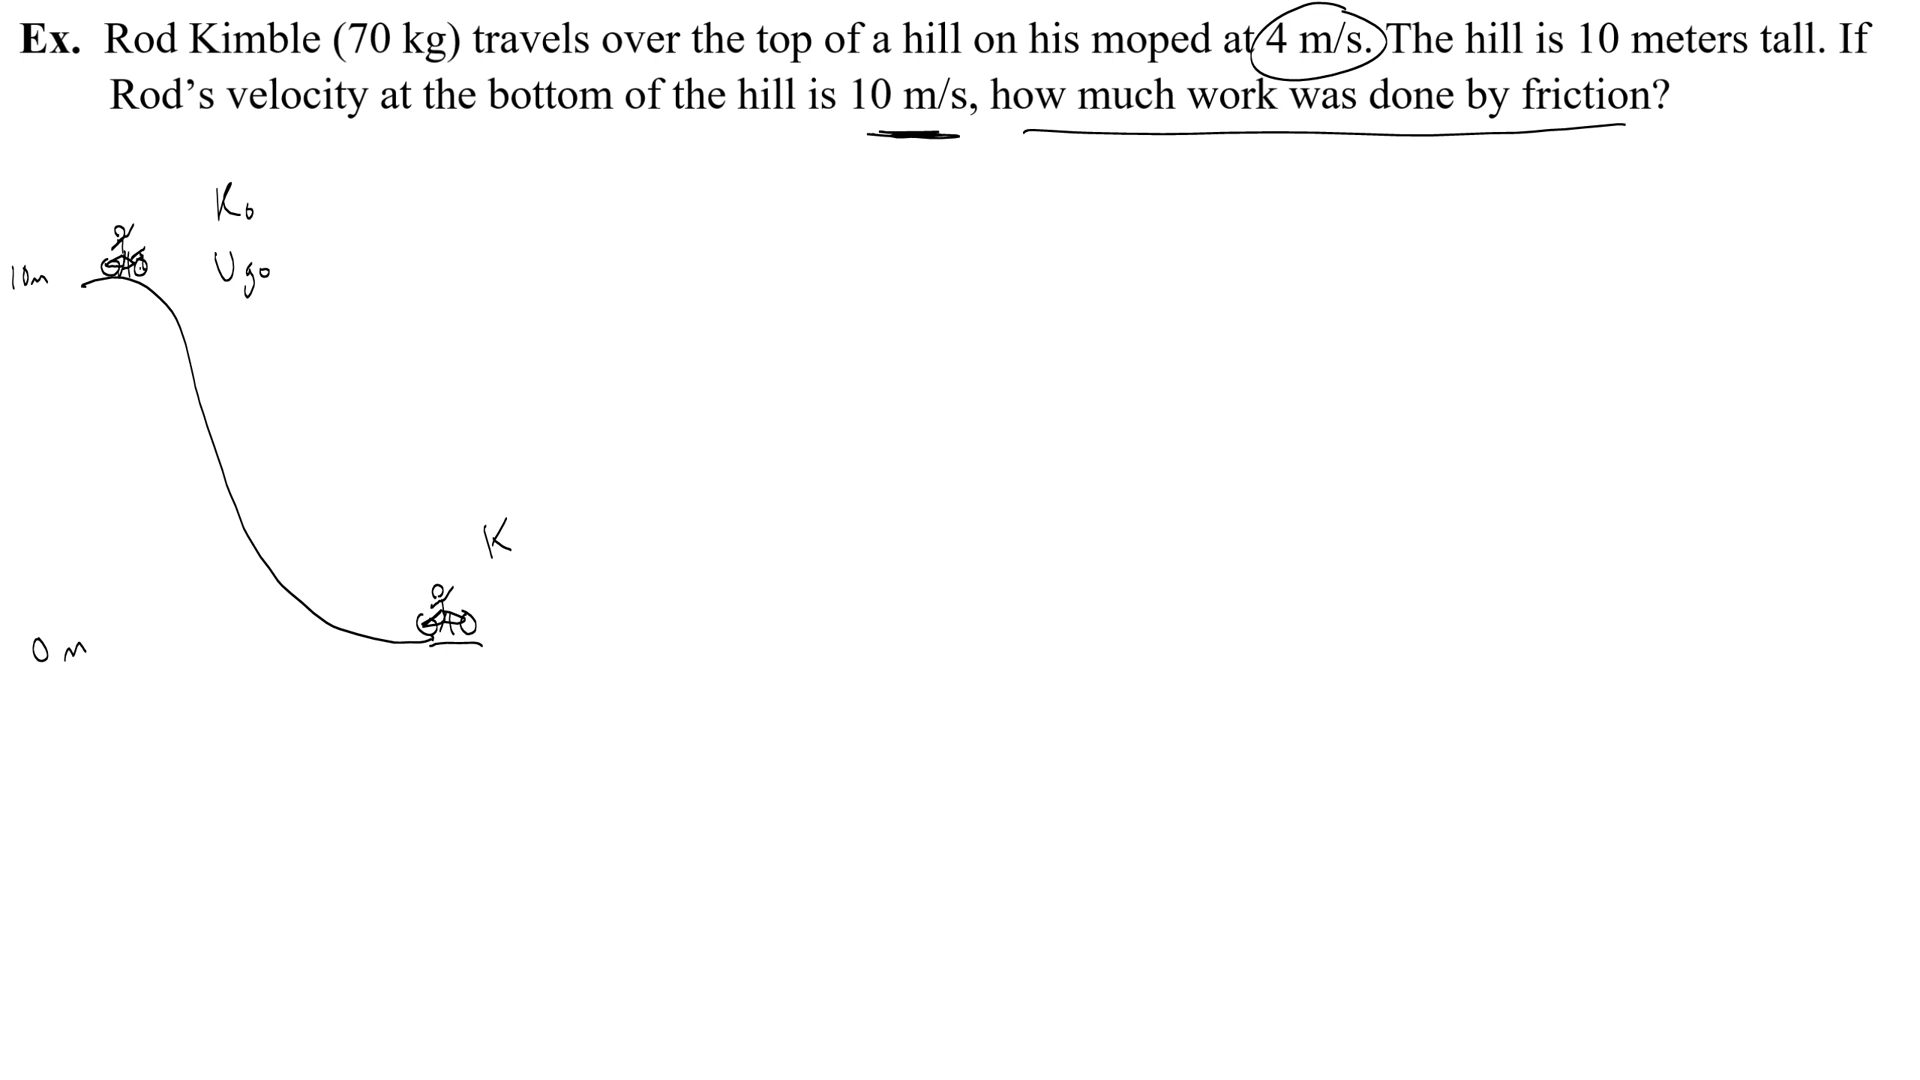 Ex. Rod Kimble (70 kg) travels over the top of a hill on his moped at 4 m/s. The hill is 10 meters tall. If
Rod’s velocity at the bottom of the hill is 10 m/s, how much work was done by friction?
K₀
10m
Ug₀
K
0 m